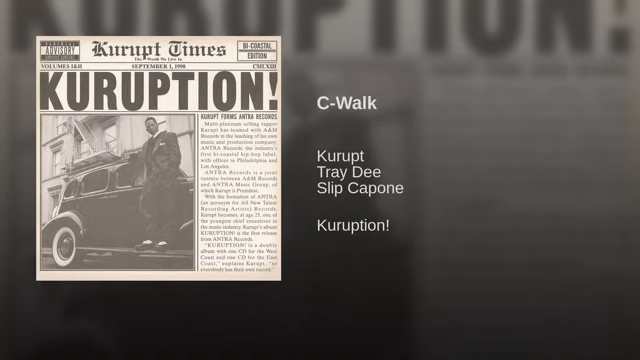 PARENTAL
ADVISORY
EXPLICIT LYRICS
Kurupt Times
The World We Live In
BI-COASTAL
EDITION
VOLUMES I&II
SEPTEMBER 1, 1998
CMLXIII
KURUPTION!
KURUPT FORMS ANTRA RECORDS
Multi-platinum selling rapper
Kurupt has teamed with A&M
Records in the lauching of his own
music and production company.
ANTRA Records, the industry's
first bi-coastal hip-hop label,
with offices in Philadelphia and
Los Angeles.
ANTRA Records is a joint
venture between A&M Records
and ANTRA Music Group, of
which Kurupt is President.
With the formation of ANTRA
(an acronym for All New Talent
Recording Artists) Records,
Kurupt becomes, at age 25, one of
the youngest chief executives in
the music industry. Kurupt's album
KURUPTION! is the first release
from ANTRA Records.
"KURUPTION! is a double
album with one CD for the West
Coast and one CD for the East
Coast," explains Kurupt, "so
everybody has their own record."
C-Walk
Kurupt
Tray Dee
Slip Capone
Kuruption!